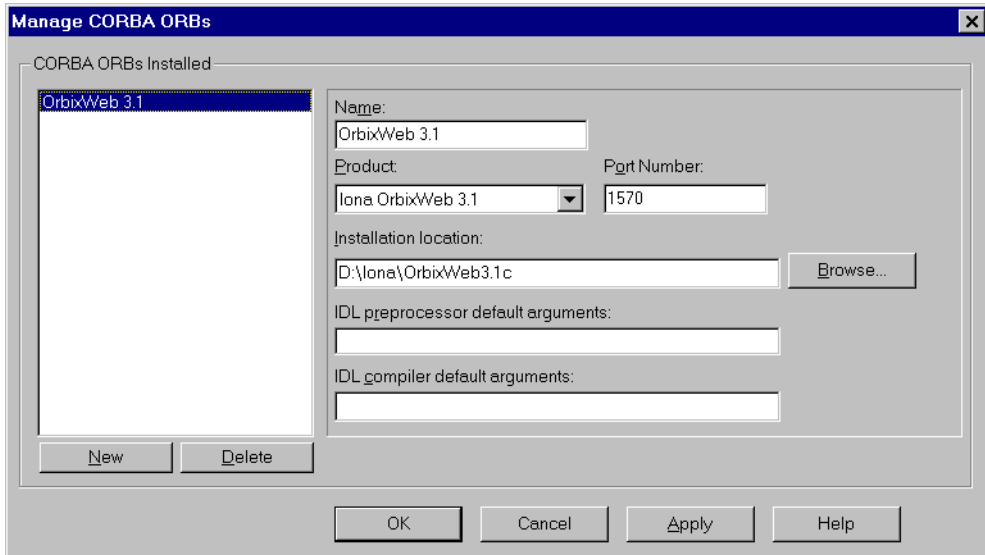 Manage CORBA ORBs
CORBA ORBs Installed
OrbixWeb 3.1
Name:
OrbixWeb 3.1
Product:
Port Number:
Iona OrbixWeb 3.1
1570
Installation location:
D:\Iona\OrbixWeb3.1c
Browse...
IDL preprocessor default arguments:
IDL compiler default arguments:
New
Delete
OK
Cancel
Apply
Help